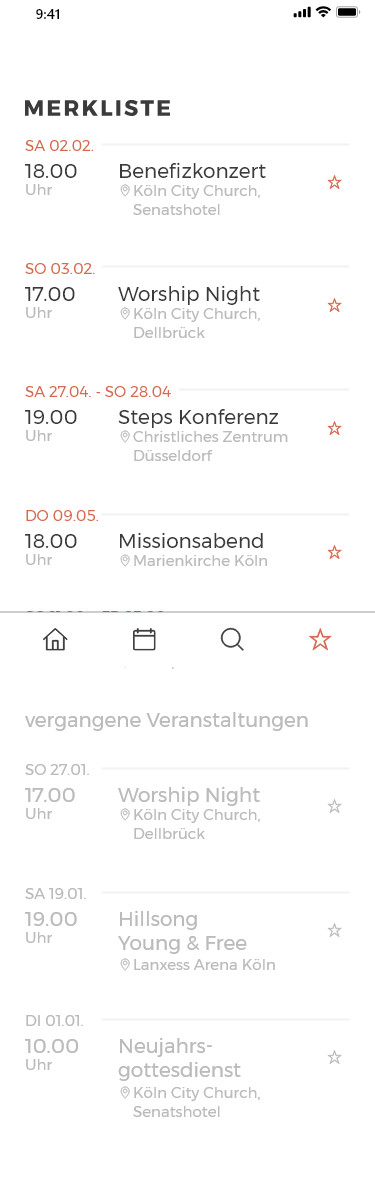 9:41
MERKLISTE
SA 02.02.
18.00 Benefizkonzert
Uhr Köln City Church,
Senatshotel
SO 03.02.
17.00 Worship Night
Uhr Köln City Church,
Dellbrück
SA 27.04. - SO 28.04
19.00 Steps Konferenz
Uhr Christliches Zentrum
Düsseldorf
DO 09.05.
18.00 Missionsabend
Uhr Marienkirche Köln
vergangene Veranstaltungen
SO 27.01.
17.00 Worship Night
Uhr Köln City Church,
Dellbrück
SA 19.01.
19.00 Hillsong
Uhr Young & Free
Lanxess Arena Köln
DI 01.01.
10.00 Neujahrs-
Uhr gottesdienst
Köln City Church,
Senatshotel